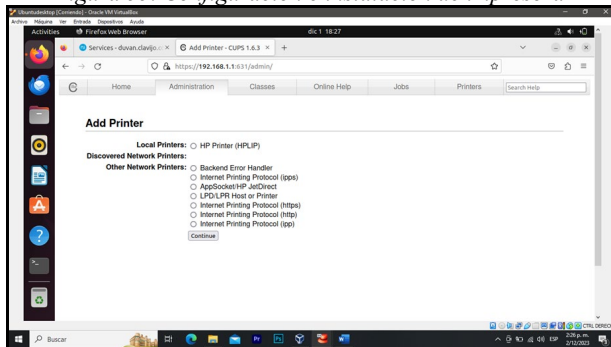 Ubuntudesktop [Corriendo] - Oracle VM VirtualBox
Archivo Máquina Ver Entrada Dispositivos Ayuda
Activities Firefox Web Browser dic 1 18:27
Services - duvan.clavijo.c Add Printer - CUPS 1.6.3
https://192.168.1.1:631/admin/
Home Administration Classes Online Help Jobs Printers Search Help
Add Printer
Local Printers: HP Printer (HPLIP)
Discovered Network Printers:
Other Network Printers: Backend Error Handler
Internet Printing Protocol (ipps)
AppSocket/HP JetDirect
LPD/LPR Host or Printer
Internet Printing Protocol (https)
Internet Printing Protocol (http)
Internet Printing Protocol (ipp)
Continue
CTRL DERECHO
Buscar
ESP
2:26 p. m.
2/12/2023